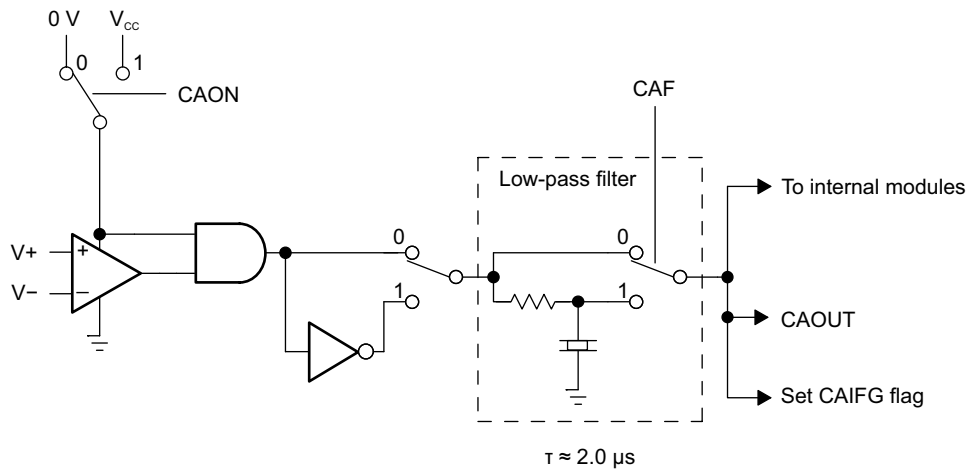 0 V
V_CC
0
1
CAON
CAF
Low-pass filter
To internal modules
0
0
V+
+
V−
−
1
1
CAOUT
Set CAIFG flag
τ ≈ 2.0 µs